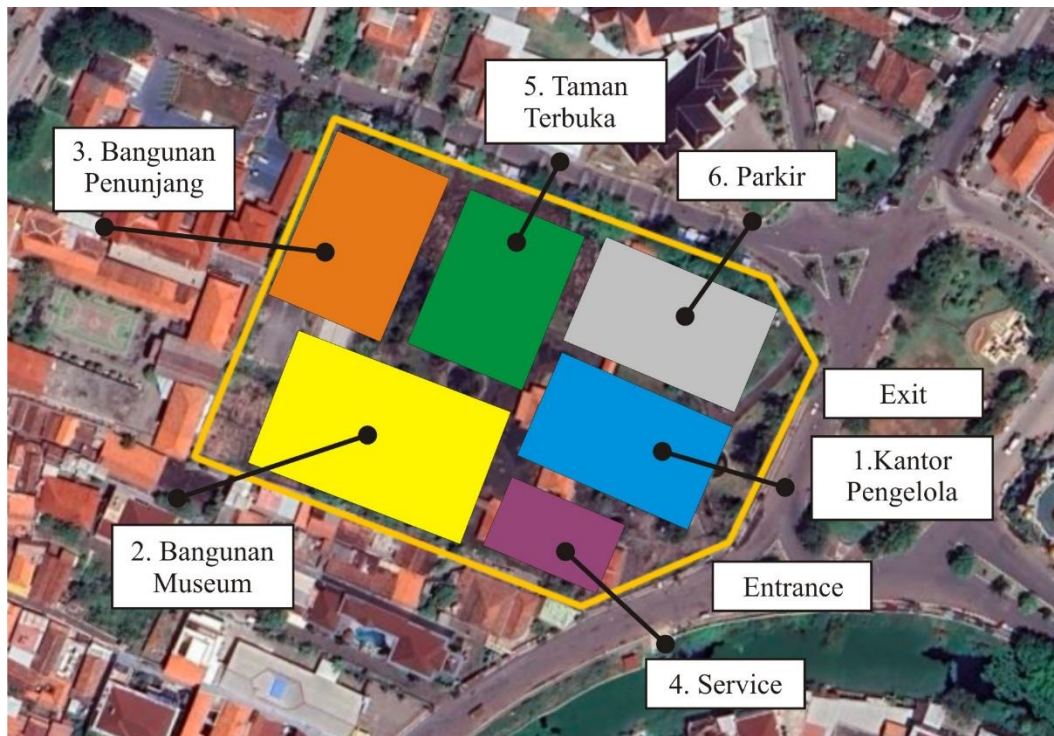 5. Taman
Terbuka
3. Bangunan
Penunjang
6. Parkir
Exit
1.Kantor
Pengelola
2. Bangunan
Museum
Entrance
4. Service